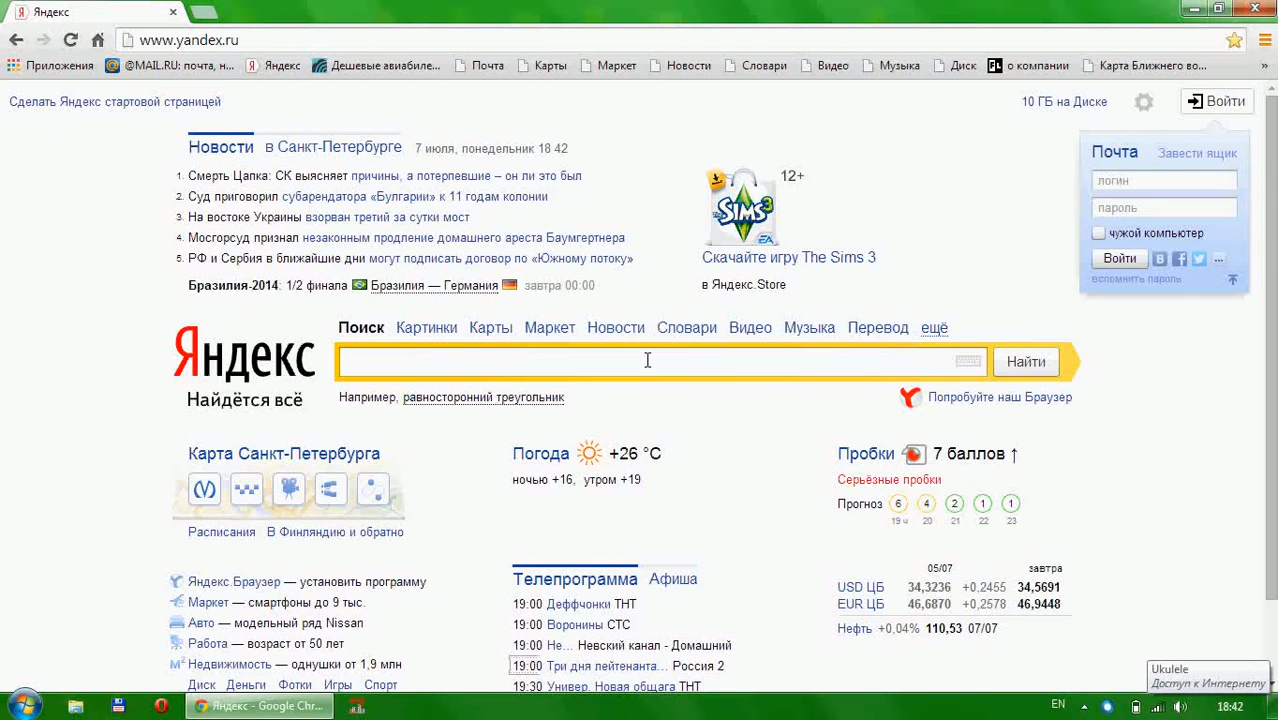 Яндекс
www.yandex.ru
Приложения @MAIL.RU: почта, н... Яндекс Дешевые авиабиле... Почта Карты Маркет Новости Словари Видео Музыка Диск FL о компании Карта Ближнего во... »
Сделать Яндекс стартовой страницей
10 ГБ на Диске
Войти
Новости в Санкт-Петербурге 7 июля, понедельник 18 42
1. Смерть Цапка: СК выясняет причины, а потерпевшие – он ли это был
2. Суд приговорил субарендатора «Булгарии» к 11 годам колонии
3. На востоке Украины взорван третий за сутки мост
4. Мосгорсуд признал незаконным продление домашнего ареста Баумгертнера
5. РФ и Сербия в ближайшие дни могут подписать договор по «Южному потоку»
Бразилия-2014: 1/2 финала Бразилия — Германия завтра 00:00
The SIMS 3
EA
12+
Скачайте игру The Sims 3
в Яндекс.Store
Почта Завести ящик
логин
пароль
чужой компьютер
Войти В f ...
вспомнить пароль
Яндекс
Найдётся всё
Поиск Картинки Карты Маркет Новости Словари Видео Музыка Перевод ещё
Найти
Например, равносторонний треугольник
Попробуйте наш Браузер
Карта Санкт-Петербурга
Расписания В Финляндию и обратно
Погода +26 °C
ночью +16, утром +19
Пробки 7 баллов ↑
Серьёзные пробки
Прогноз 6 4 2 1 1
19 ч 20 21 22 23
Яндекс.Браузер — установить программу
Маркет — смартфоны до 9 тыс.
Авто — модельный ряд Nissan
Работа — возраст от 50 лет
М² Недвижимость — однушки от 1,9 млн
Диск Деньги Фотки Игры Спорт
Телепрограмма Афиша
19:00 Деффчонки ТНТ
19:00 Воронины СТС
19:00 Не... Невский канал - Домашний
19:00 Три дня лейтенанта... Россия 2
19:30 Универ. Новая общага ТНТ
05/07 завтра
USD ЦБ 34,3236 +0,2455 34,5691
EUR ЦБ 46,6870 +0,2578 46,9448
Нефть +0,04% 110,53 07/07
Ukulele
Доступ к Интернету
Яндекс - Google Chr...
EN
18:42